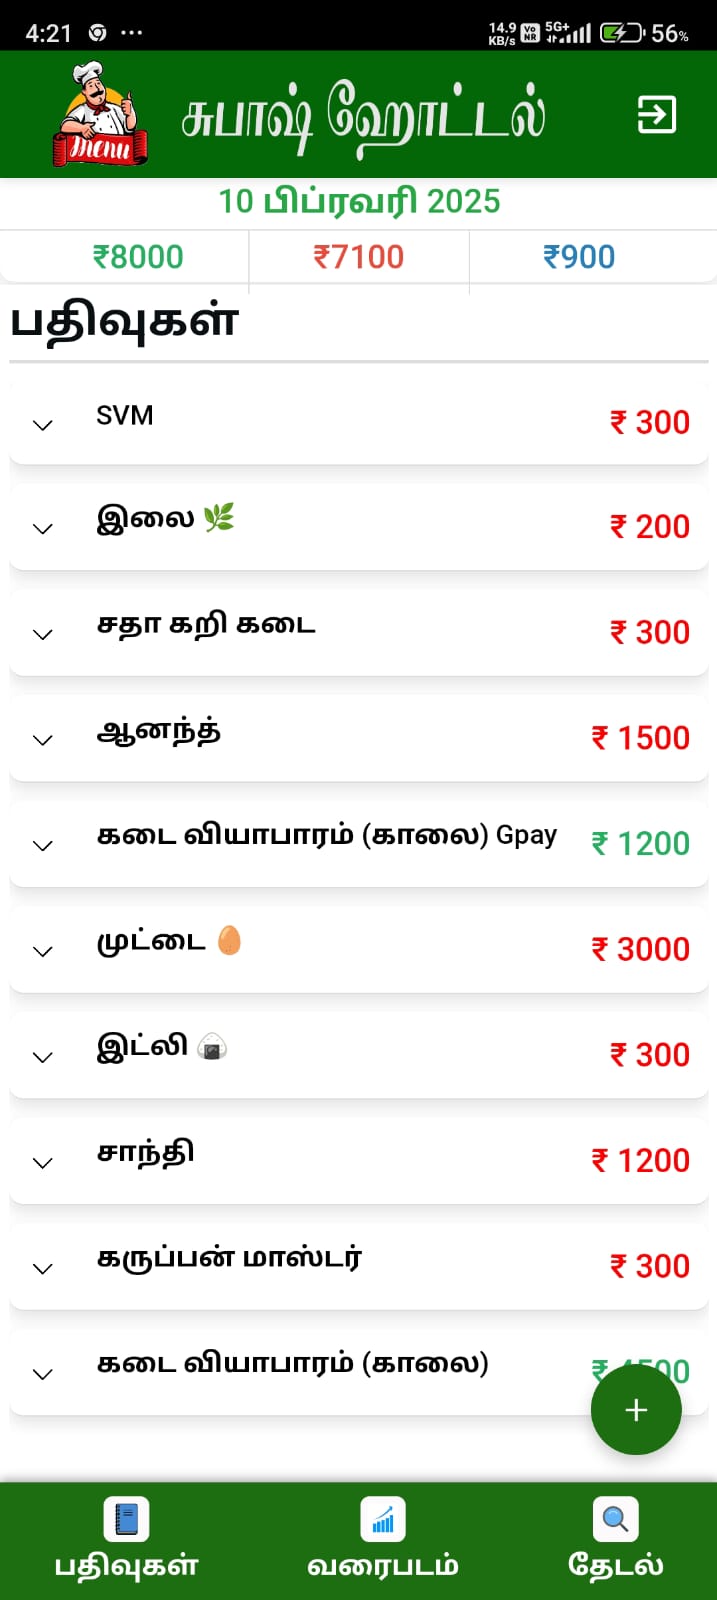 4:21
14.9 KB/s Vo NR 5G+ 56%
menu
சுபாஷ் ஹோட்டல்
10 பிப்ரவரி 2025
₹8000 ₹7100 ₹900
பதிவுகள்
SVM ₹ 300
இலை ₹ 200
சதா கறி கடை ₹ 300
ஆனந்த் ₹ 1500
கடை வியாபாரம் (காலை) Gpay ₹ 1200
முட்டை ₹ 3000
இட்லி ₹ 300
சாந்தி ₹ 1200
கருப்பன் மாஸ்டர் ₹ 300
கடை வியாபாரம் (காலை)
+
பதிவுகள் வரைபடம் தேடல்